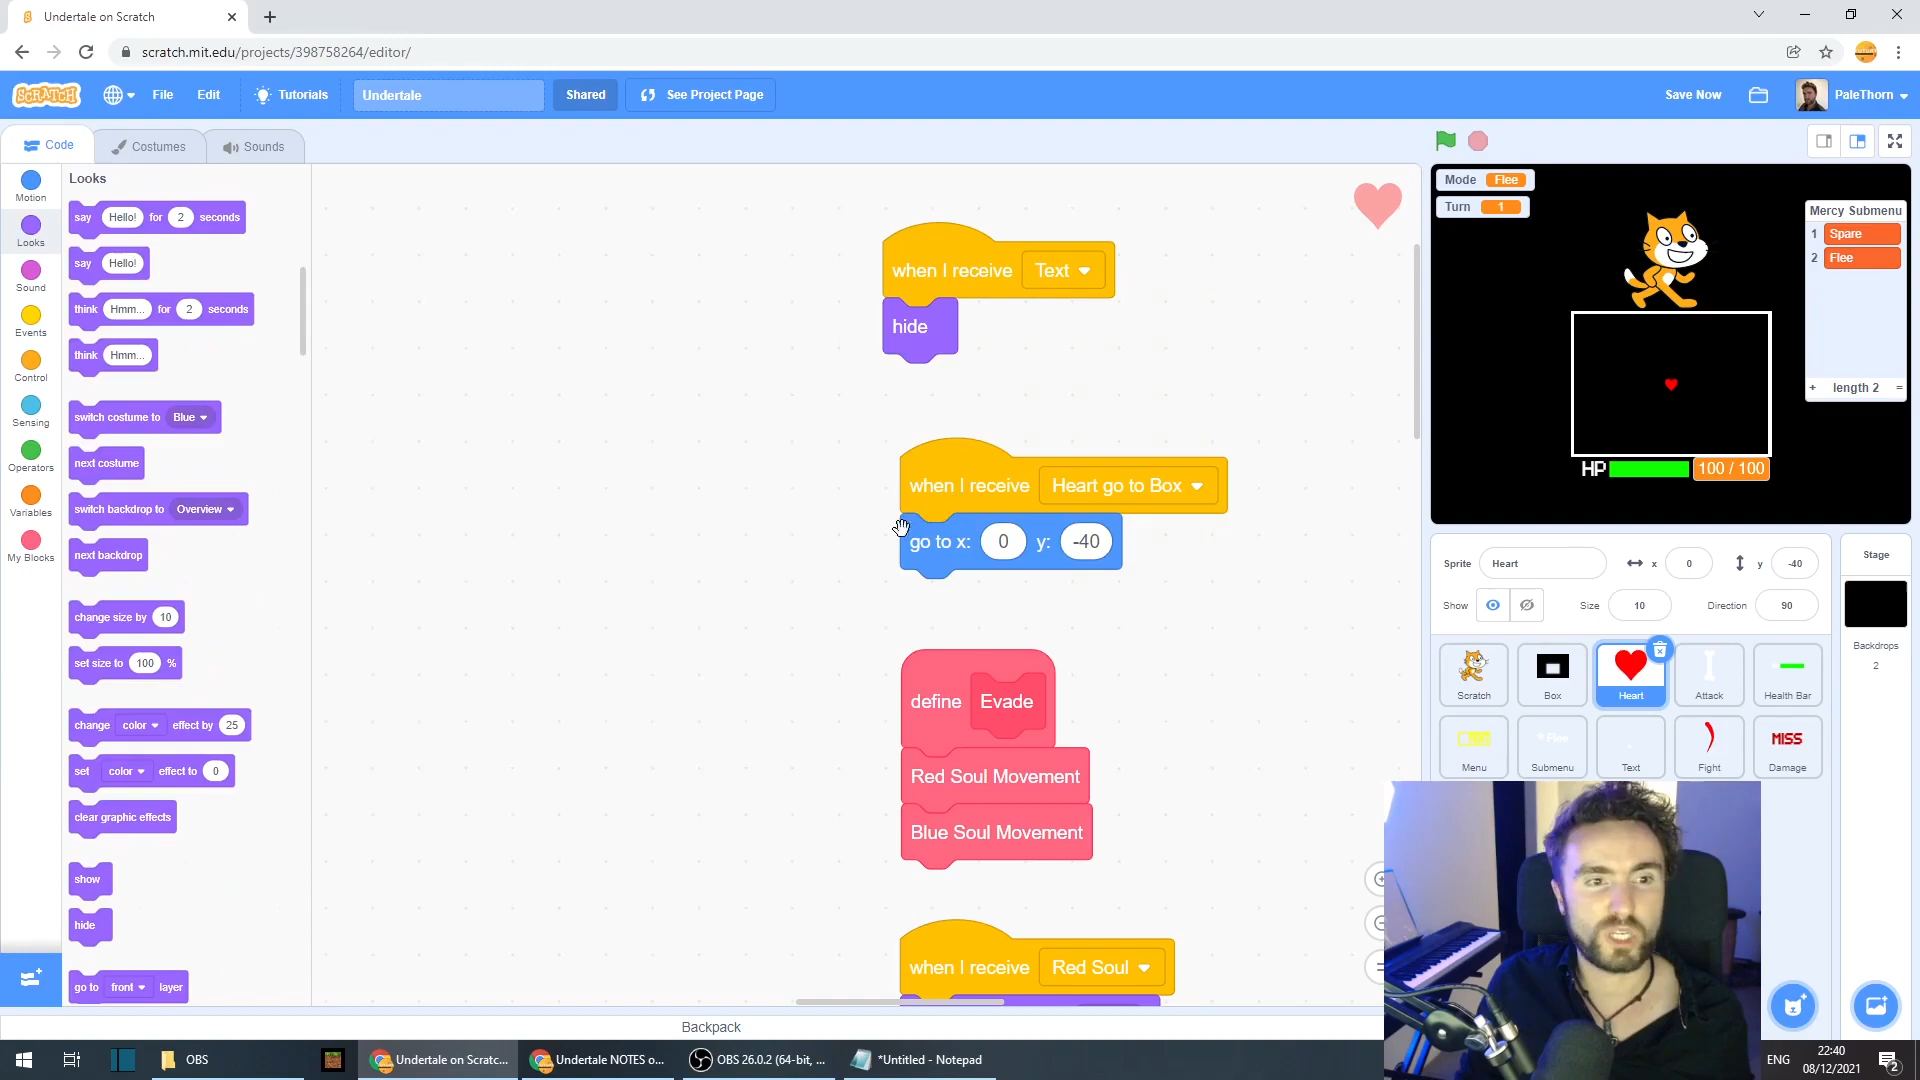 Undertale on Scratch
scratch.mit.edu/projects/398758264/editor/
SCRATCH
File
Edit
Tutorials
Undertale
Shared
See Project Page
Save Now
PaleThorn
Code
Costumes
Sounds
Motion
Looks
Sound
Events
Control
Sensing
Operators
Variables
My Blocks
Looks
say Hello! for 2 seconds
say Hello!
think Hmm... for 2 seconds
think Hmm...
switch costume to Blue
next costume
switch backdrop to Overview
next backdrop
change size by 10
set size to 100 %
change color effect by 25
set color effect to 0
clear graphic effects
show
hide
go to front layer
when I receive Text
hide
when I receive Heart go to Box
go to x: 0 y: -40
define Evade
Red Soul Movement
Blue Soul Movement
when I receive Red Soul
Mode Flee
Turn 1
Mercy Submenu
1 Spare
2 Flee
+ length 2 =
HP 100 / 100
Sprite Heart x 0 y -40
Show Size 10 Direction 90
Stage
Backdrops
2
Scratch
Box
Heart
Attack
Health Bar
Menu
Flee
Submenu
Text
Fight
MISS
Damage
Backpack
OBS
Undertale on Scratc...
Undertale NOTES o...
OBS 26.0.2 (64-bit, ...
*Untitled - Notepad
ENG
22:40
08/12/2021
2